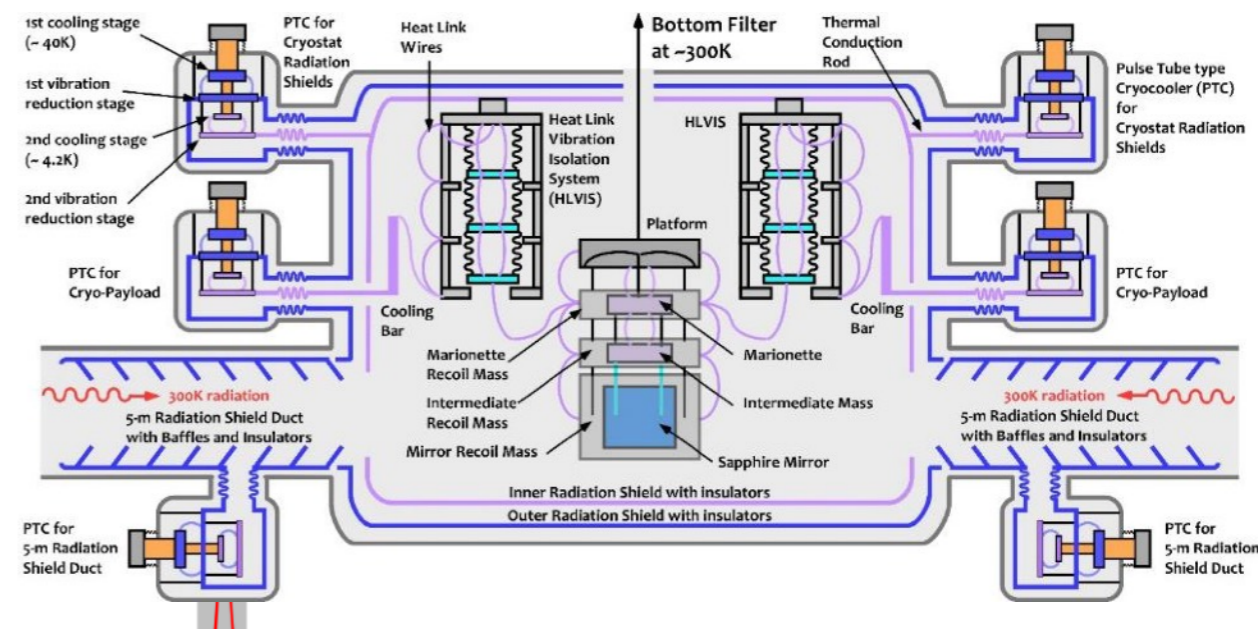 1st cooling stage
(~ 40K)
1st vibration
reduction stage
2nd cooling stage
(~ 4.2K)
2nd vibration
reduction stage
PTC for
Cryostat
Radiation
Shields
Heat Link
Wires
Bottom Filter
at ~300K
Thermal
Conduction
Rod
Pulse Tube type
Cryocooler (PTC)
for
Cryostat Radiation
Shields
Heat Link
Vibration
Isolation
System
(HLVIS)
HLVIS
Platform
PTC for
Cryo-Payload
PTC for
Cryo-Payload
Cooling
Bar
Cooling
Bar
Marionette
Recoil Mass
Marionette
Intermediate
Recoil Mass
Intermediate Mass
Mirror Recoil Mass
Sapphire Mirror
300K radiation
5-m Radiation Shield Duct
with Baffles and Insulators
300K radiation
5-m Radiation Shield Duct
with Baffles and Insulators
Inner Radiation Shield with insulators
Outer Radiation Shield with insulators
PTC for
5-m Radiation
Shield Duct
PTC for
5-m Radiation
Shield Duct